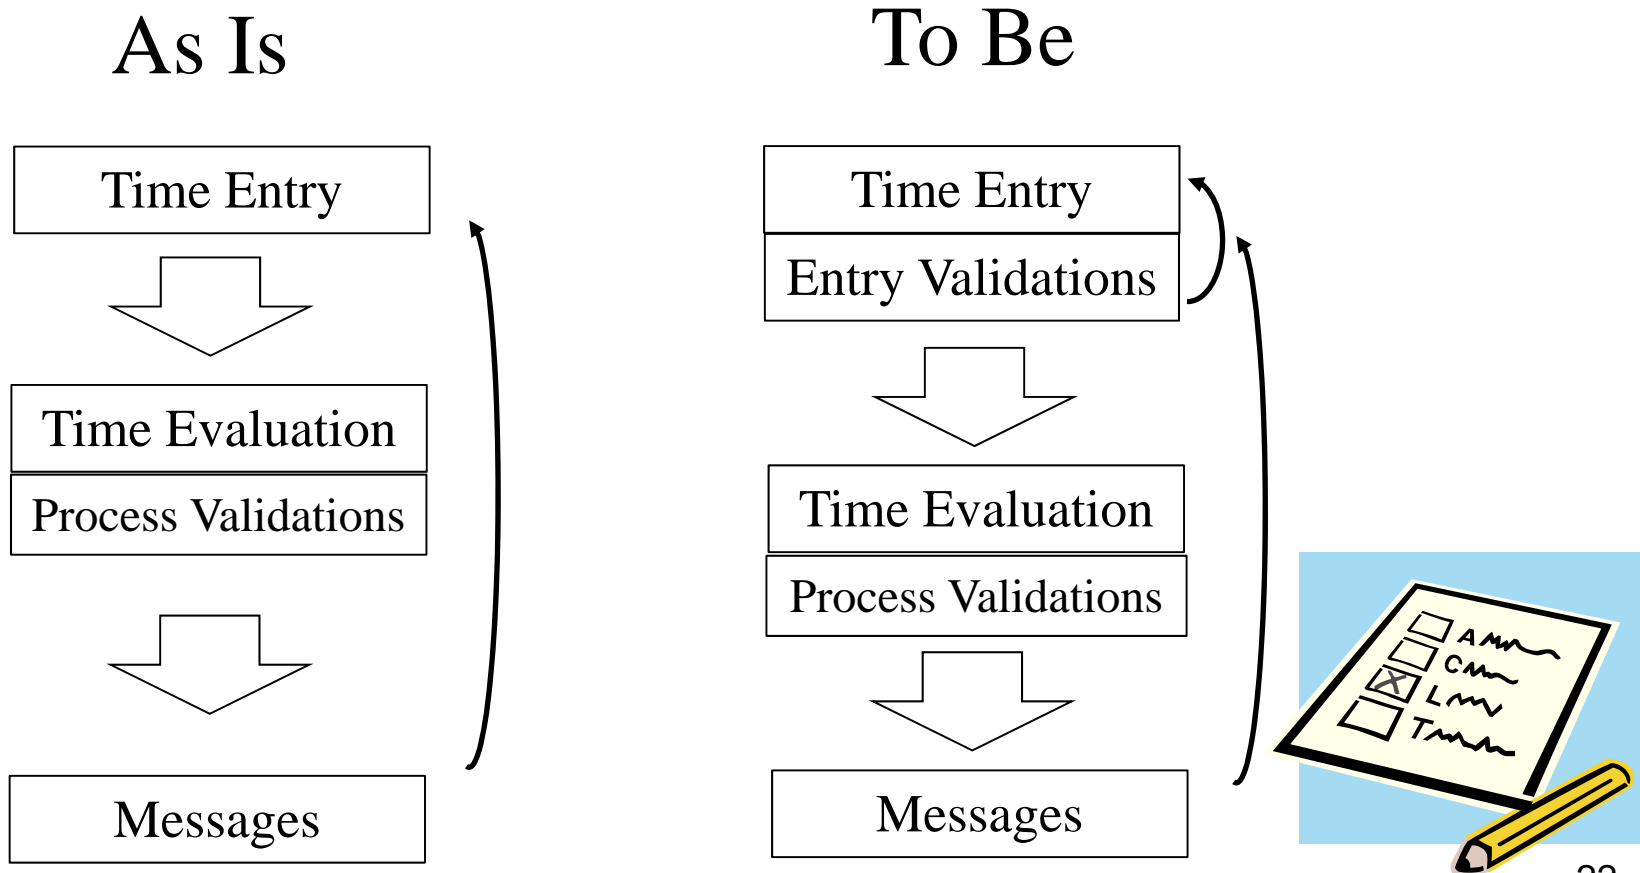 As Is
Time Entry
Time Evaluation
Process Validations
Messages
To Be
Time Entry
Entry Validations
Time Evaluation
Process Validations
Messages
A
C
L
T